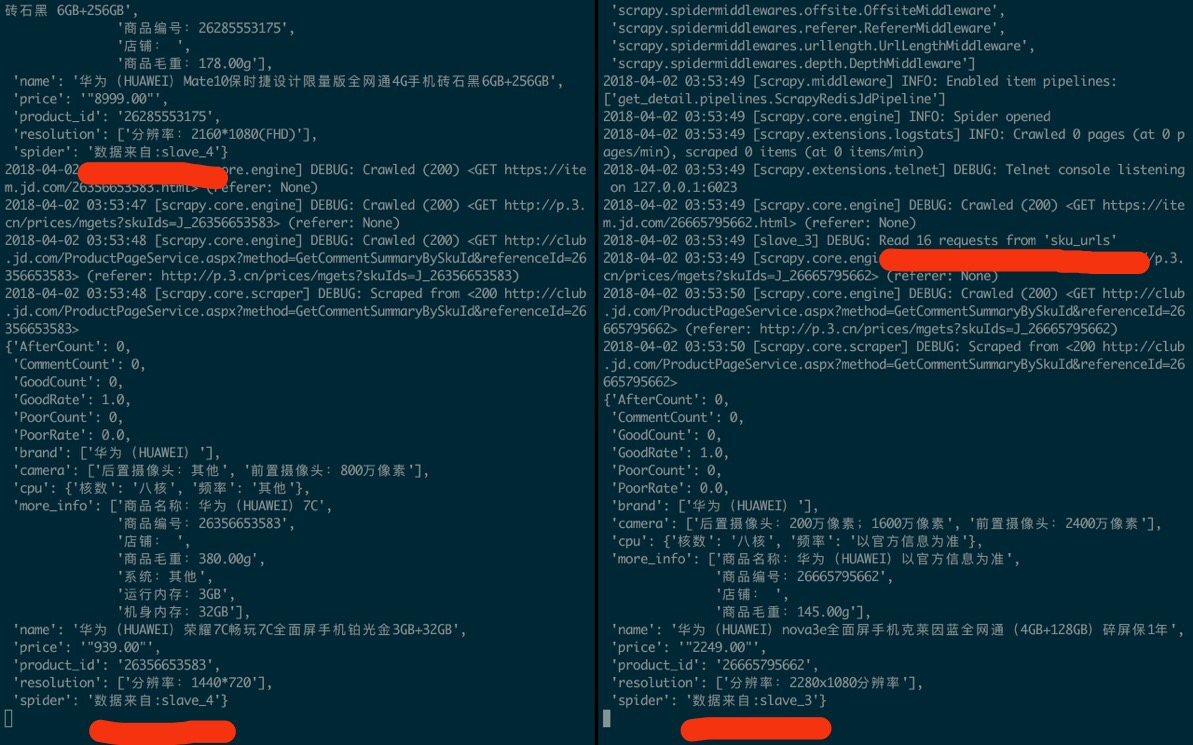 砖石黑 6GB+256GB',
'商品编号: 26285553175',
'店铺:  ',
'商品毛重: 178.00g'],
'name': '华为 (HUAWEI) Mate10保时捷设计限量版全网通4G手机砖石黑6GB+256GB',
'price': '"8999.00"',
'product_id': '26285553175',
'resolution': ['分辨率: 2160*1080(FHD)'],
'spider': '数据来自:slave_4'}
2018-04-02 core.engine] DEBUG: Crawled (200) <GET https://ite
m.jd.com/26356653583.html> (referer: None)
2018-04-02 03:53:47 [scrapy.core.engine] DEBUG: Crawled (200) <GET http://p.3.
cn/prices/mgets?skuIds=J_26356653583> (referer: None)
2018-04-02 03:53:48 [scrapy.core.engine] DEBUG: Crawled (200) <GET http://club
.jd.com/ProductPageService.aspx?method=GetCommentSummaryBySkuId&referenceId=26
356653583> (referer: http://p.3.cn/prices/mgets?skuIds=J_26356653583)
2018-04-02 03:53:48 [scrapy.core.scraper] DEBUG: Scraped from <200 http://club
.jd.com/ProductPageService.aspx?method=GetCommentSummaryBySkuId&referenceId=26
356653583>
{'AfterCount': 0,
'CommentCount': 0,
'GoodCount': 0,
'GoodRate': 1.0,
'PoorCount': 0,
'PoorRate': 0.0,
'brand': ['华为 (HUAWEI) '],
'camera': ['后置摄像头: 其他', '前置摄像头: 800万像素'],
'cpu': {'核数': '八核', '频率': '其他'},
'more_info': ['商品名称: 华为 (HUAWEI) 7C',
'商品编号: 26356653583',
'店铺:  ',
'商品毛重: 380.00g',
'系统: 其他',
'运行内存: 3GB',
'机身内存: 32GB'],
'name': '华为 (HUAWEI) 荣耀7C畅玩7C全面屏手机铂光金3GB+32GB',
'price': '"939.00"',
'product_id': '26356653583',
'resolution': ['分辨率: 1440*720'],
'spider': '数据来自:slave_4'}
'scrapy.spidermiddlewares.offsite.OffsiteMiddleware',
'scrapy.spidermiddlewares.referer.RefererMiddleware',
'scrapy.spidermiddlewares.urllength.UrlLengthMiddleware',
'scrapy.spidermiddlewares.depth.DepthMiddleware']
2018-04-02 03:53:49 [scrapy.middleware] INFO: Enabled item pipelines:
['get_detail.pipelines.ScrapyRedisJdPipeline']
2018-04-02 03:53:49 [scrapy.core.engine] INFO: Spider opened
2018-04-02 03:53:49 [scrapy.extensions.logstats] INFO: Crawled 0 pages (at 0 p
ages/min), scraped 0 items (at 0 items/min)
2018-04-02 03:53:49 [scrapy.extensions.telnet] DEBUG: Telnet console listening
on 127.0.0.1:6023
2018-04-02 03:53:49 [scrapy.core.engine] DEBUG: Crawled (200) <GET https://ite
m.jd.com/26665795662.html> (referer: None)
2018-04-02 03:53:49 [slave_3] DEBUG: Read 16 requests from 'sku_urls'
2018-04-02 03:53:49 [scrapy.core.engi /p.3.
cn/prices/mgets?skuIds=J_26665795662> (referer: None)
2018-04-02 03:53:50 [scrapy.core.engine] DEBUG: Crawled (200) <GET http://club
.jd.com/ProductPageService.aspx?method=GetCommentSummaryBySkuId&referenceId=26
665795662> (referer: http://p.3.cn/prices/mgets?skuIds=J_26665795662)
2018-04-02 03:53:50 [scrapy.core.scraper] DEBUG: Scraped from <200 http://club
.jd.com/ProductPageService.aspx?method=GetCommentSummaryBySkuId&referenceId=26
665795662>
{'AfterCount': 0,
'CommentCount': 0,
'GoodCount': 0,
'GoodRate': 1.0,
'PoorCount': 0,
'PoorRate': 0.0,
'brand': ['华为 (HUAWEI) '],
'camera': ['后置摄像头: 200万像素; 1600万像素', '前置摄像头: 2400万像素'],
'cpu': {'核数': '八核', '频率': '以官方信息为准'},
'more_info': ['商品名称: 华为 (HUAWEI) 以官方信息为准',
'商品编号: 26665795662',
'店铺:  ',
'商品毛重: 145.00g'],
'name': '华为 (HUAWEI) nova3e全面屏手机克莱因蓝全网通 (4GB+128GB) 碎屏保1年',
'price': '"2249.00"',
'product_id': '26665795662',
'resolution': ['分辨率: 2280x1080分辨率'],
'spider': '数据来自:slave_3'}